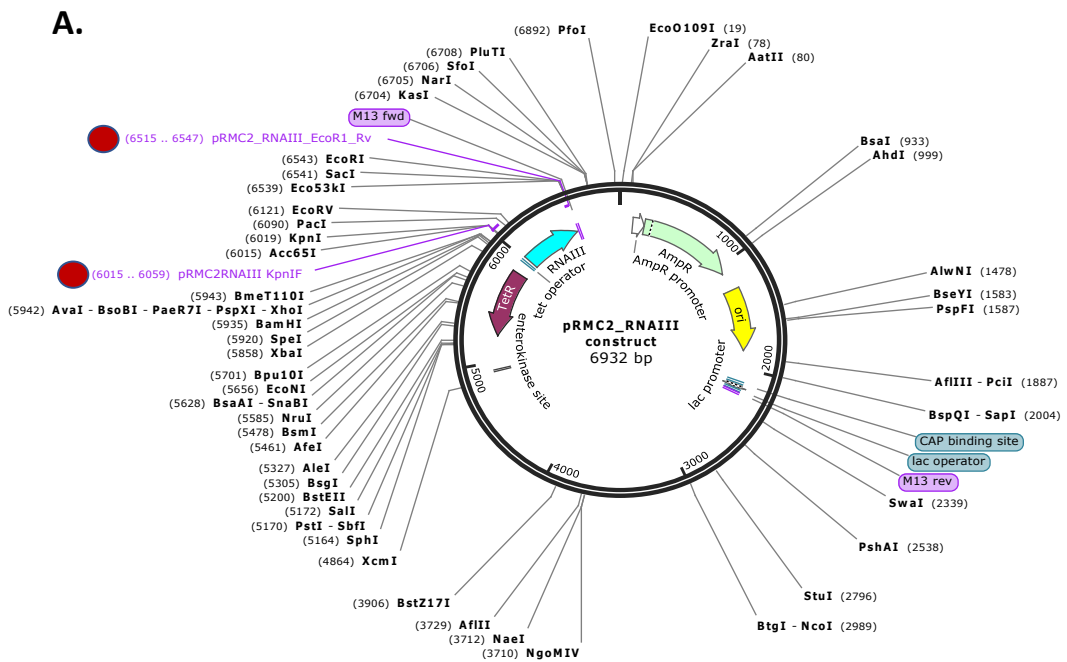 A.
(6892) PfoI
EcoO109I (19)
ZraI (78)
AatII (80)
(6708) PluTI
(6706) SfoI
(6705) NarI
(6704) KasI
M13 fwd
(6515 .. 6547) pRMC2_RNAIII_EcoR1_Rv
(6543) EcoRI
(6541) SacI
(6539) Eco53kI
(6121) EcoRV
(6090) PacI
(6019) KpnI
(6015) Acc65I
(6015 .. 6059) pRMC2RNAIII KpnIF
(5943) BmeT110I
(5942) AvaI - BsoBI - PaeR7I - PspXI - XhoI
(5935) BamHI
(5920) SpeI
(5858) XbaI
(5701) Bpu10I
(5656) EcoNI
(5628) BsaAI - SnaBI
(5585) NruI
(5478) BsmI
(5461) AfeI
(5327) AleI
(5305) BsgI
(5200) BstEII
(5172) SalI
(5170) PstI - SbfI
(5164) SphI
(4864) XcmI
(3906) BstZ17I
(3729) AflII
(3712) NaeI
(3710) NgoMIV
BsaI (933)
AhdI (999)
AlwNI (1478)
BseYI (1583)
PspFI (1587)
AflIII - PciI (1887)
BspQI - SapI (2004)
CAP binding site
lac operator
M13 rev
SwaI (2339)
PshAI (2538)
StuI (2796)
BtgI - NcoI (2989)
1000
2000
3000
4000
5000
6000
AmpR
AmpR promoter
ori
lac promoter
RNAIII
tet operator
TetR
enterokinase site
pRMC2_RNAIII
construct
6932 bp